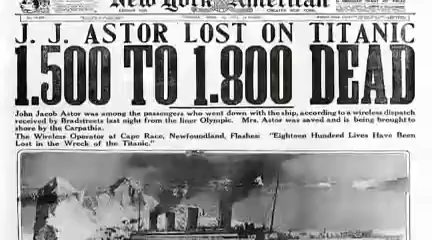 New York American
J. J. ASTOR LOST ON TITANIC
1.500 TO 1.800 DEAD
John Jacob Astor was among the passengers who went down with the ship, according to a wireless dispatch
received by Bradstreets last night from the liner Olympic. Mrs. Astor was saved and is being brought to
shore by the Carpathia.
The Wireless Operator at Cape Race, Newfoundland, Flashes: "Eighteen Hundred Lives Have Been
Lost in the Wreck of the Titanic."